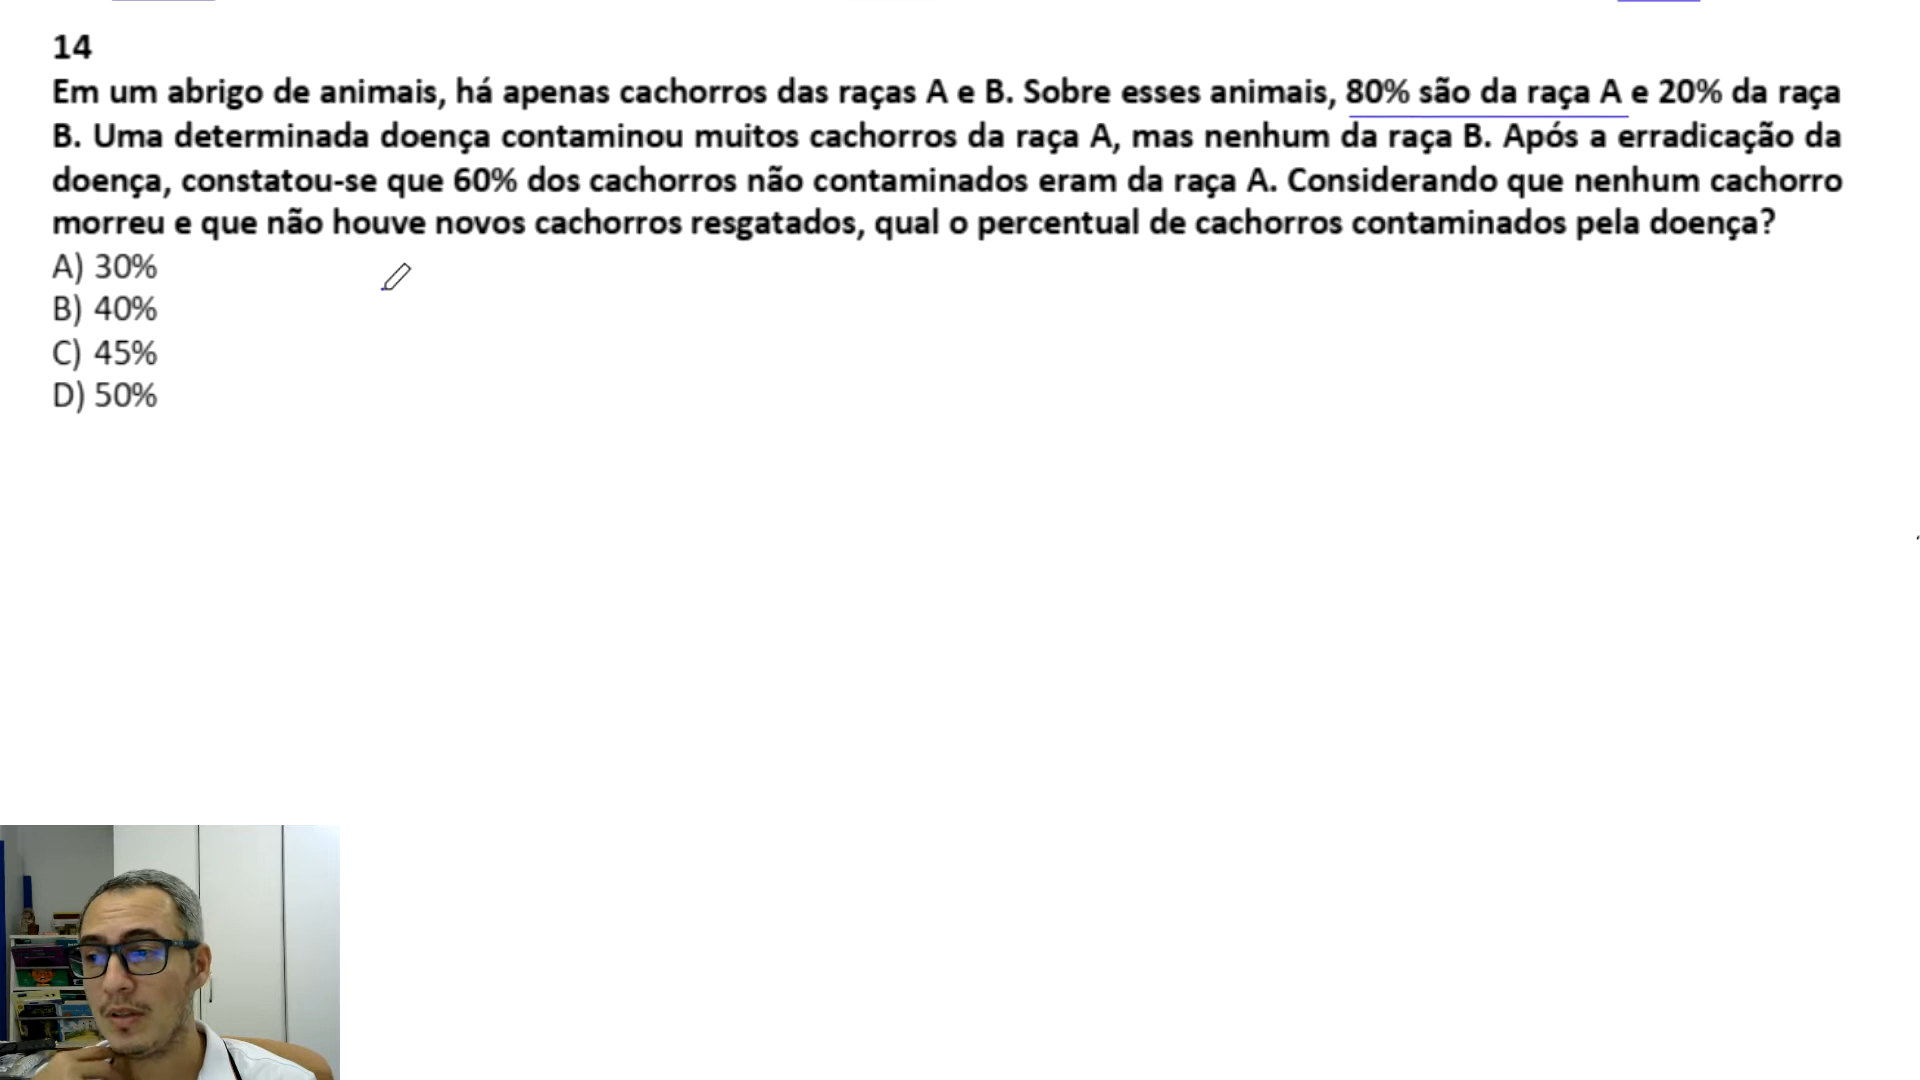 14
Em um abrigo de animais, há apenas cachorros das raças A e B. Sobre esses animais, 80% são da raça A e 20% da raça
B. Uma determinada doença contaminou muitos cachorros da raça A, mas nenhum da raça B. Após a erradicação da
doença, constatou-se que 60% dos cachorros não contaminados eram da raça A. Considerando que nenhum cachorro
morreu e que não houve novos cachorros resgatados, qual o percentual de cachorros contaminados pela doença?
A) 30%
B) 40%
C) 45%
D) 50%